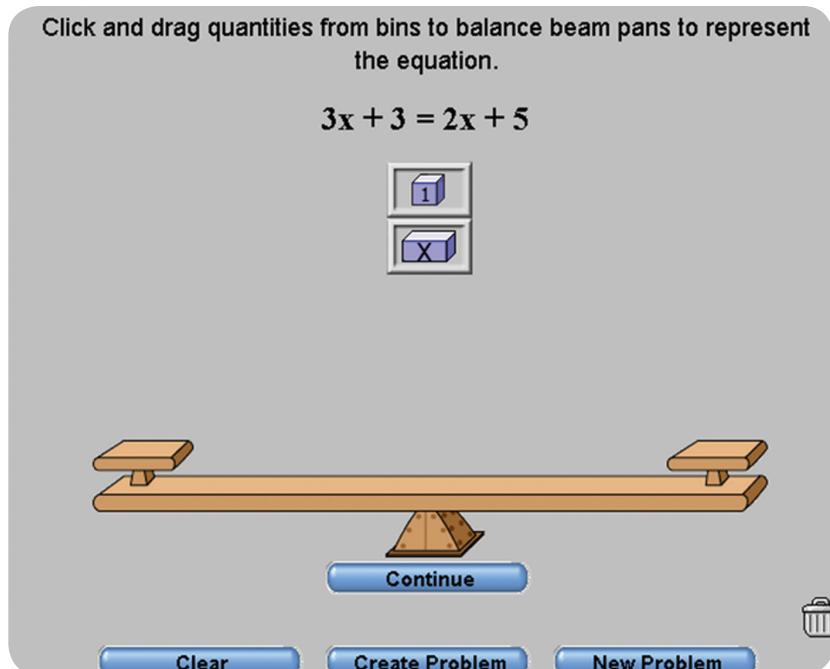 Click and drag quantities from bins to balance beam pans to represent
the equation.
3x + 3 = 2x + 5
1
X
Continue
Clear
Create Problem
New Problem